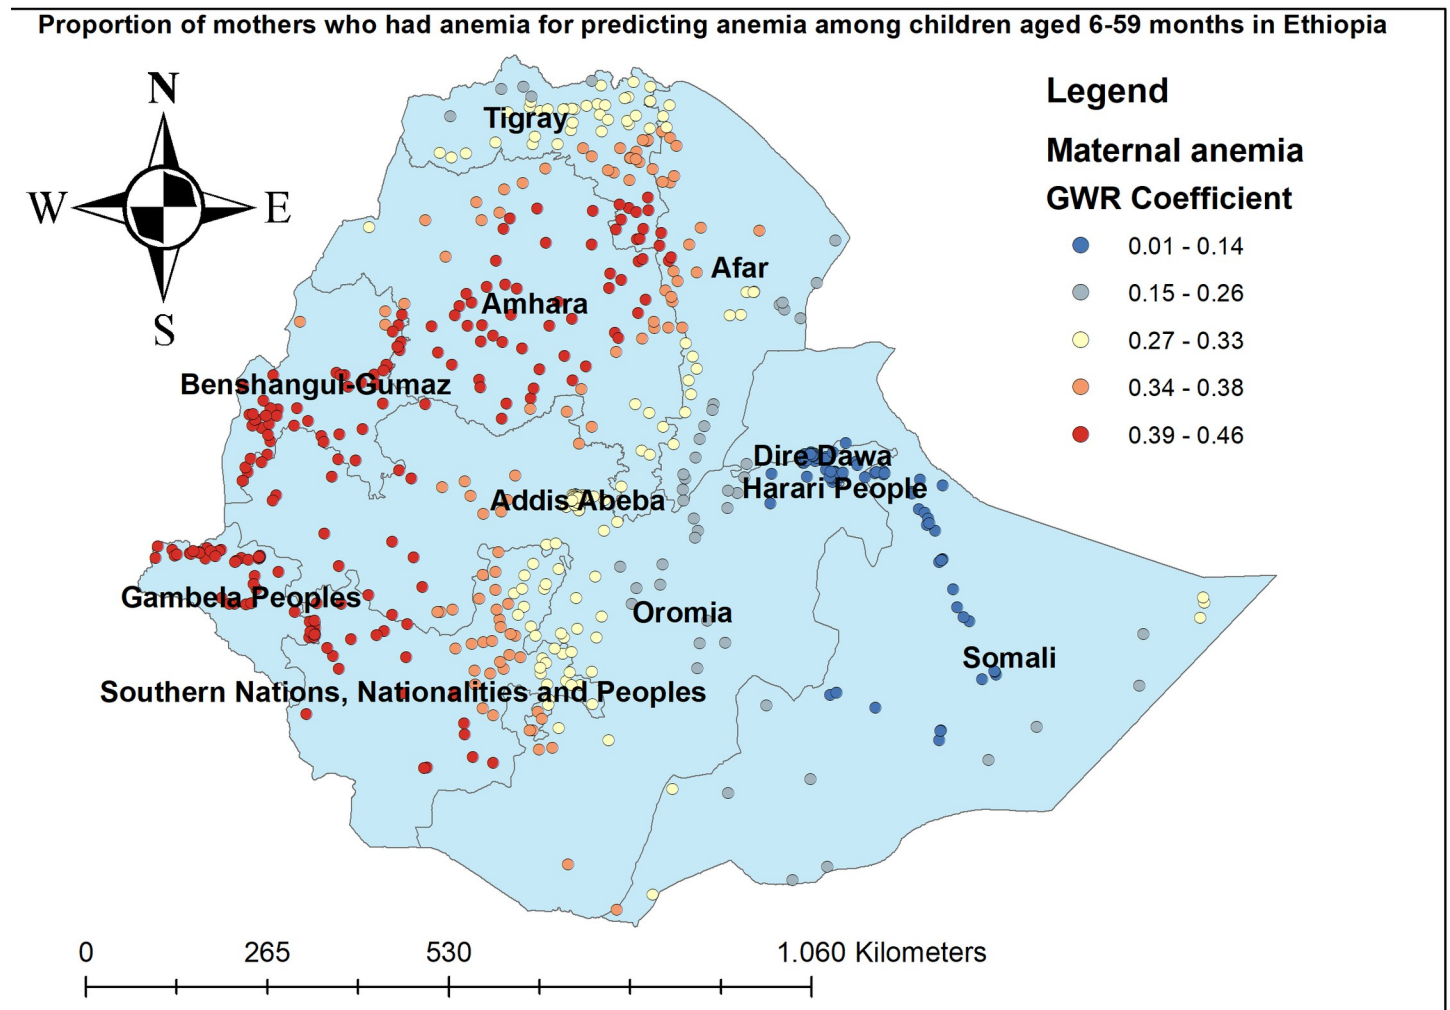 Proportion of mothers who had anemia for predicting anemia among children aged 6-59 months in Ethiopia
N
W
E
S
Legend
Maternal anemia
GWR Coefficient
0.01 - 0.14
0.15 - 0.26
0.27 - 0.33
0.34 - 0.38
0.39 - 0.46
Tigray
Afar
Amhara
Benshangul-Gumaz
Dire Dawa
Harari People
Addis Abeba
Gambela Peoples
Oromia
Somali
Southern Nations, Nationalities and Peoples
0 265 530 1.060 Kilometers